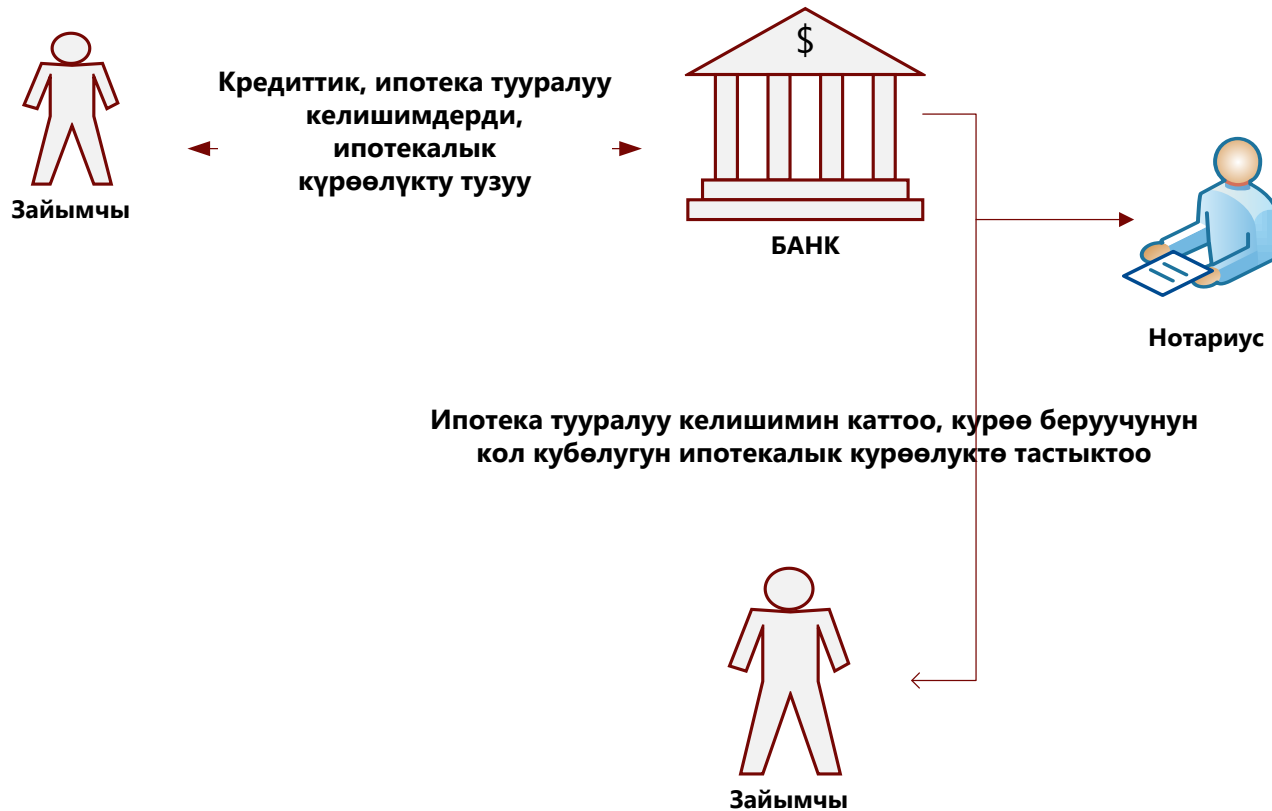 $
Кредиттик, ипотека тууралуу
келишимдерди,
ипотекалык
күрөөлүкту тузуу
Зайымчы
БАНК
Нотариус
Ипотека тууралуу келишимин каттоо, курөө беруучунун
кол кубөлугун ипотекалык курөөлуктө тастыктоо
Зайымчы